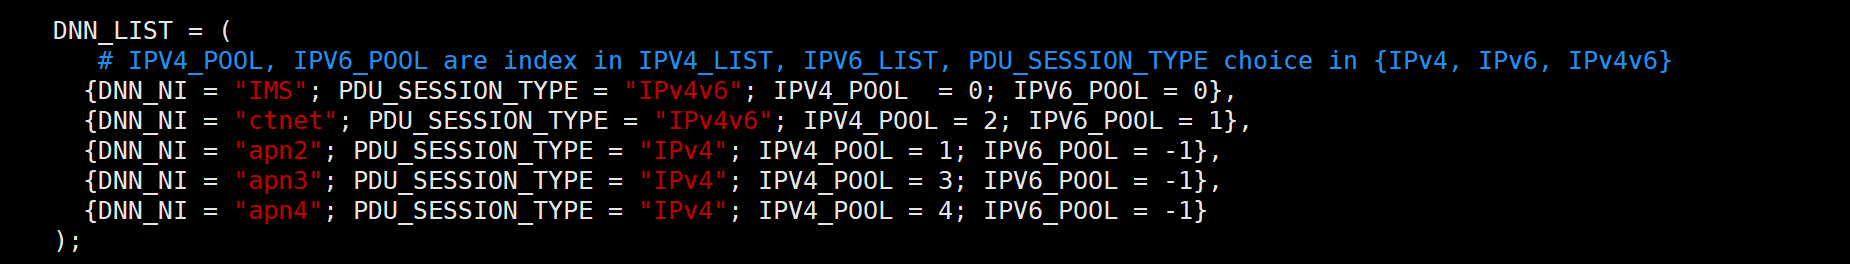 DNN_LIST = (
# IPV4_POOL, IPV6_POOL are index in IPV4_LIST, IPV6_LIST, PDU_SESSION_TYPE choice in {IPv4, IPv6, IPv4v6}
{DNN_NI = "IMS"; PDU_SESSION_TYPE = "IPv4v6"; IPV4_POOL  = 0; IPV6_POOL = 0},
{DNN_NI = "ctnet"; PDU_SESSION_TYPE = "IPv4v6"; IPV4_POOL = 2; IPV6_POOL = 1},
{DNN_NI = "apn2"; PDU_SESSION_TYPE = "IPv4"; IPV4_POOL = 1; IPV6_POOL = -1},
{DNN_NI = "apn3"; PDU_SESSION_TYPE = "IPv4"; IPV4_POOL = 3; IPV6_POOL = -1},
{DNN_NI = "apn4"; PDU_SESSION_TYPE = "IPv4"; IPV4_POOL = 4; IPV6_POOL = -1}
);